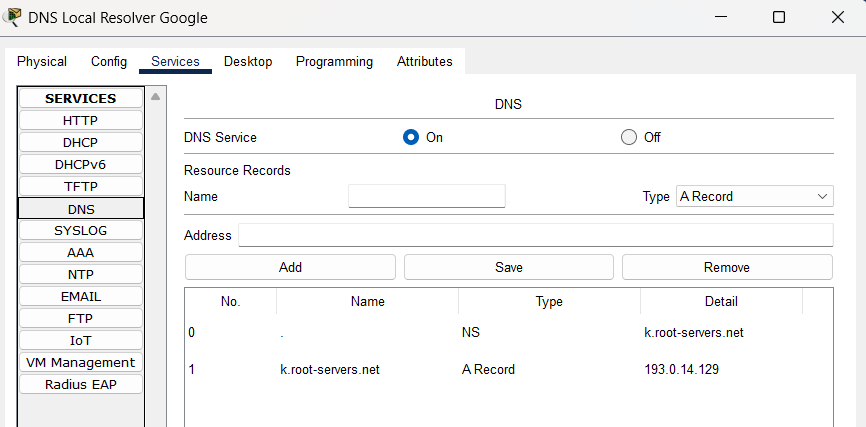 DNS Local Resolver Google
Physical Config Services Desktop Programming Attributes
SERVICES
HTTP
DHCP
DHCPv6
TFTP
DNS
SYSLOG
AAA
NTP
EMAIL
FTP
IoT
VM Management
Radius EAP
DNS
DNS Service On Off
Resource Records
Name Type A Record
Address
Add Save Remove
No. Name Type Detail
0 . NS k.root-servers.net
1 k.root-servers.net A Record 193.0.14.129